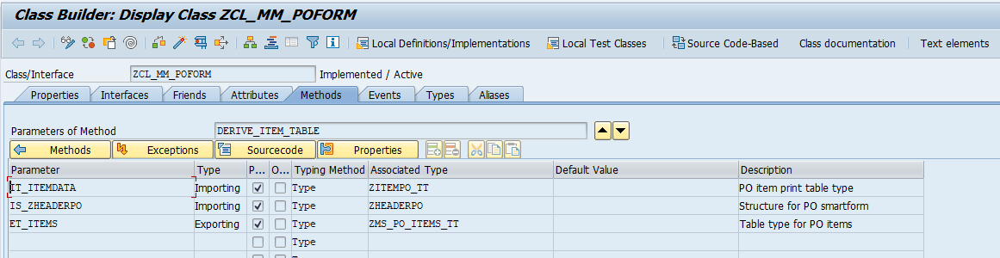 Class Builder: Display Class ZCL_MM_POFORM
Local Definitions/Implementations Local Test Classes Source Code-Based Class documentation Text elements
Class/Interface ZCL_MM_POFORM Implemented / Active
Properties Interfaces Friends Attributes Methods Events Types Aliases
Parameters of Method DERIVE_ITEM_TABLE
Methods Exceptions Sourcecode Properties
Parameter Type P... O... Typing Method Associated Type Default Value Description
IT_ITEMDATA Importing Type ZITEMPO_TT PO item print table type
IS_ZHEADERPO Importing Type ZHEADERPO Structure for PO smartform
ET_ITEMS Exporting Type ZMS_PO_ITEMS_TT Table type for PO items
Type